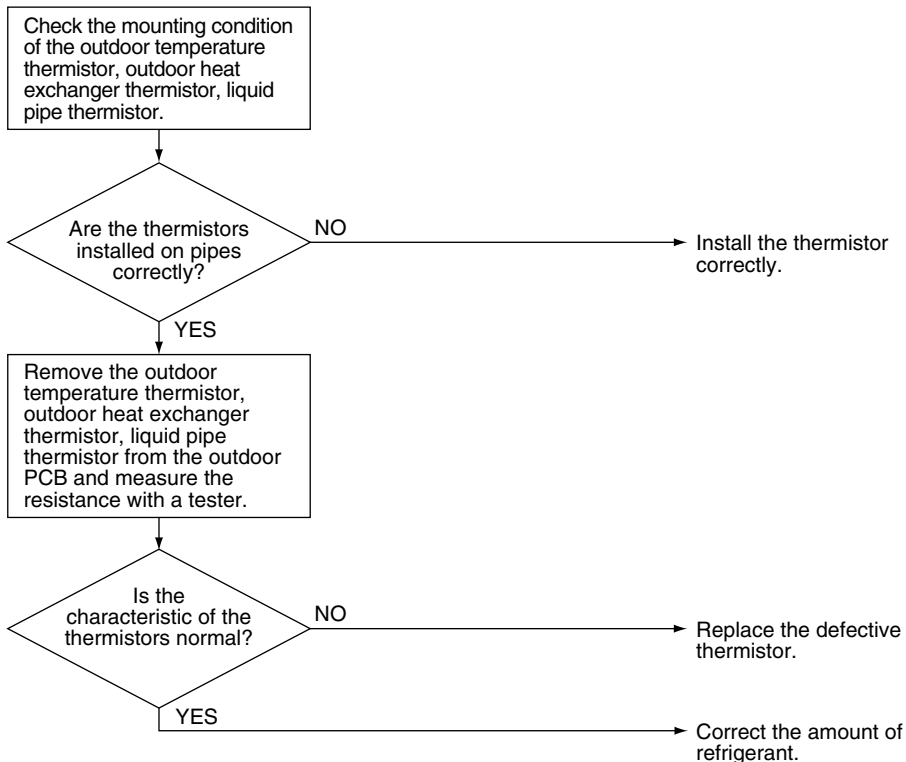 Check the mounting condition
of the outdoor temperature
thermistor, outdoor heat
exchanger thermistor, liquid
pipe thermistor.
Are the thermistors
installed on pipes
correctly?
NO
Install the thermistor
correctly.
YES
Remove the outdoor
temperature thermistor,
outdoor heat exchanger
thermistor, liquid pipe
thermistor from the outdoor
PCB and measure the
resistance with a tester.
Is the
characteristic of the
thermistors normal?
NO
Replace the defective
thermistor.
YES
Correct the amount of
refrigerant.